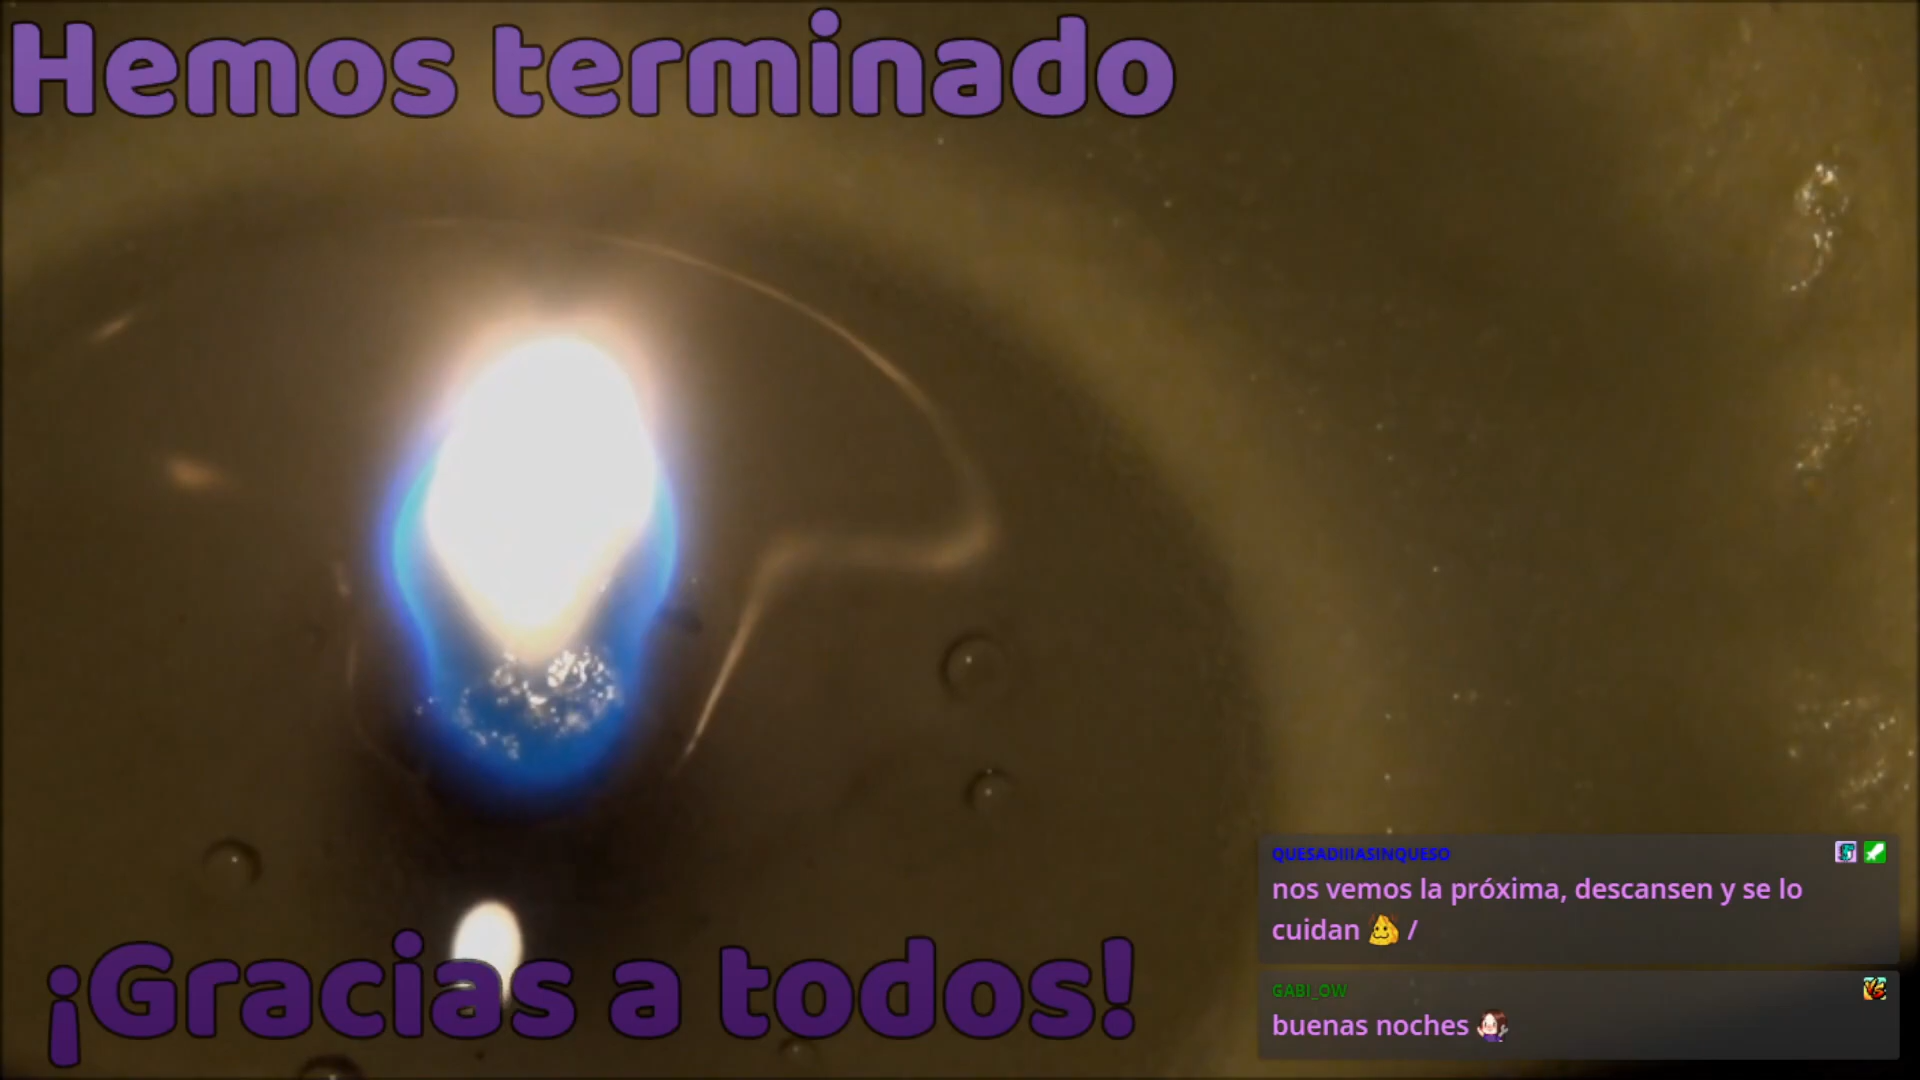 Hemos terminado
¡Gracias a todos!
QUESADIIIASINQUESO
nos vemos la próxima, descansen y se lo
cuidan /
GABI_OW
buenas noches